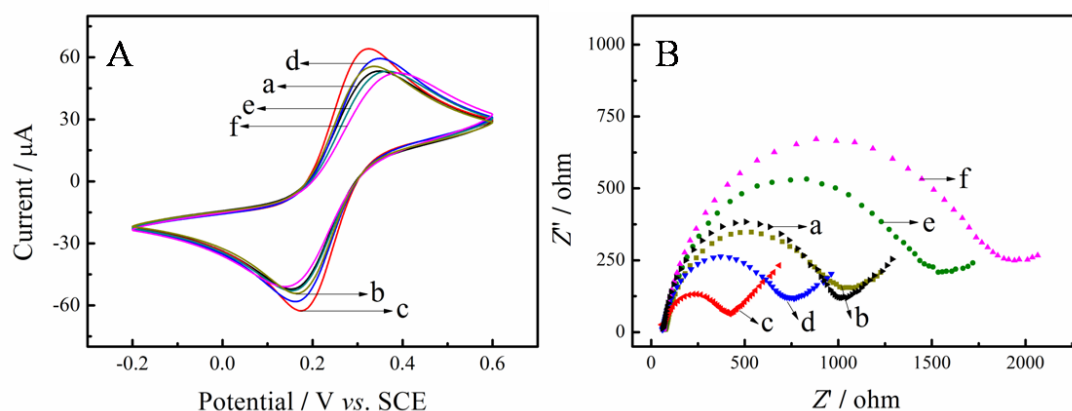 A
60
30
0
-30
-60
Current / μA
d
a
e
f
b
c
-0.2
0.0
0.2
0.4
0.6
Potential / V vs. SCE
B
1000
750
500
250
0
Z'' / ohm
f
e
a
b
d
c
0
500
1000
1500
2000
Z' / ohm